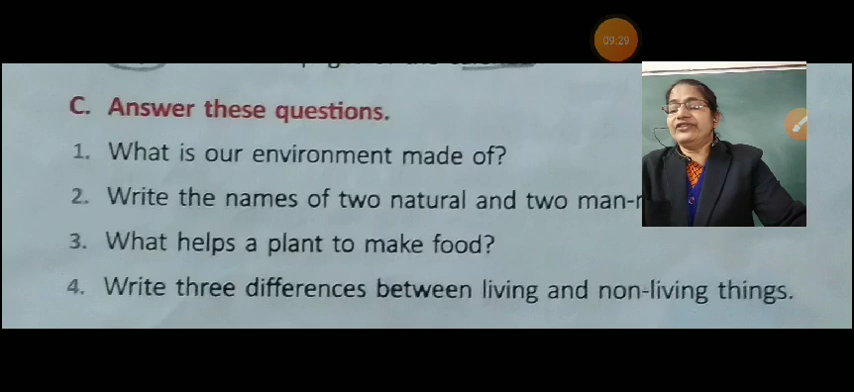 09:29
C. Answer these questions.
1. What is our environment made of?
2. Write the names of two natural and two man-
3. What helps a plant to make food?
4. Write three differences between living and non-living things.